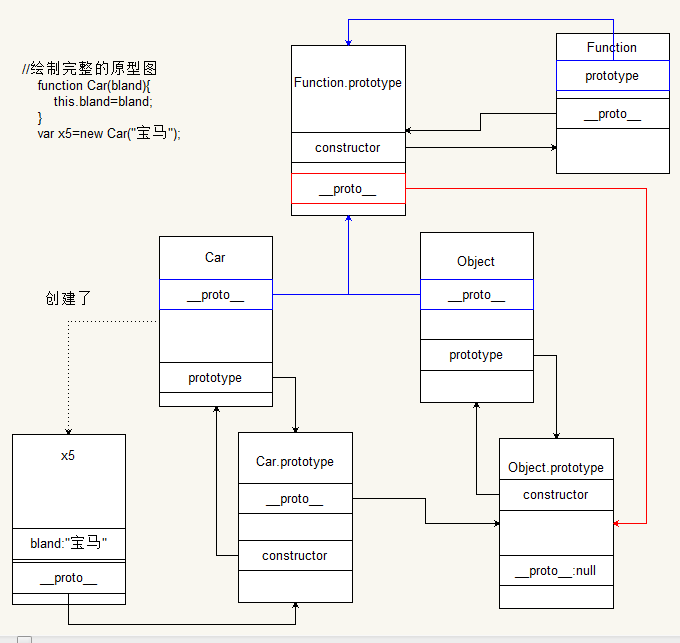 //绘制完整的原型图
function Car(bland){
this.bland=bland;
}
var x5=new Car("宝马");
Function.prototype
constructor
__proto__
Function
prototype
__proto__
Car
__proto__
prototype
Object
__proto__
prototype
创建了
x5
bland:"宝马"
__proto__
Car.prototype
__proto__
constructor
Object.prototype
constructor
__proto__:null